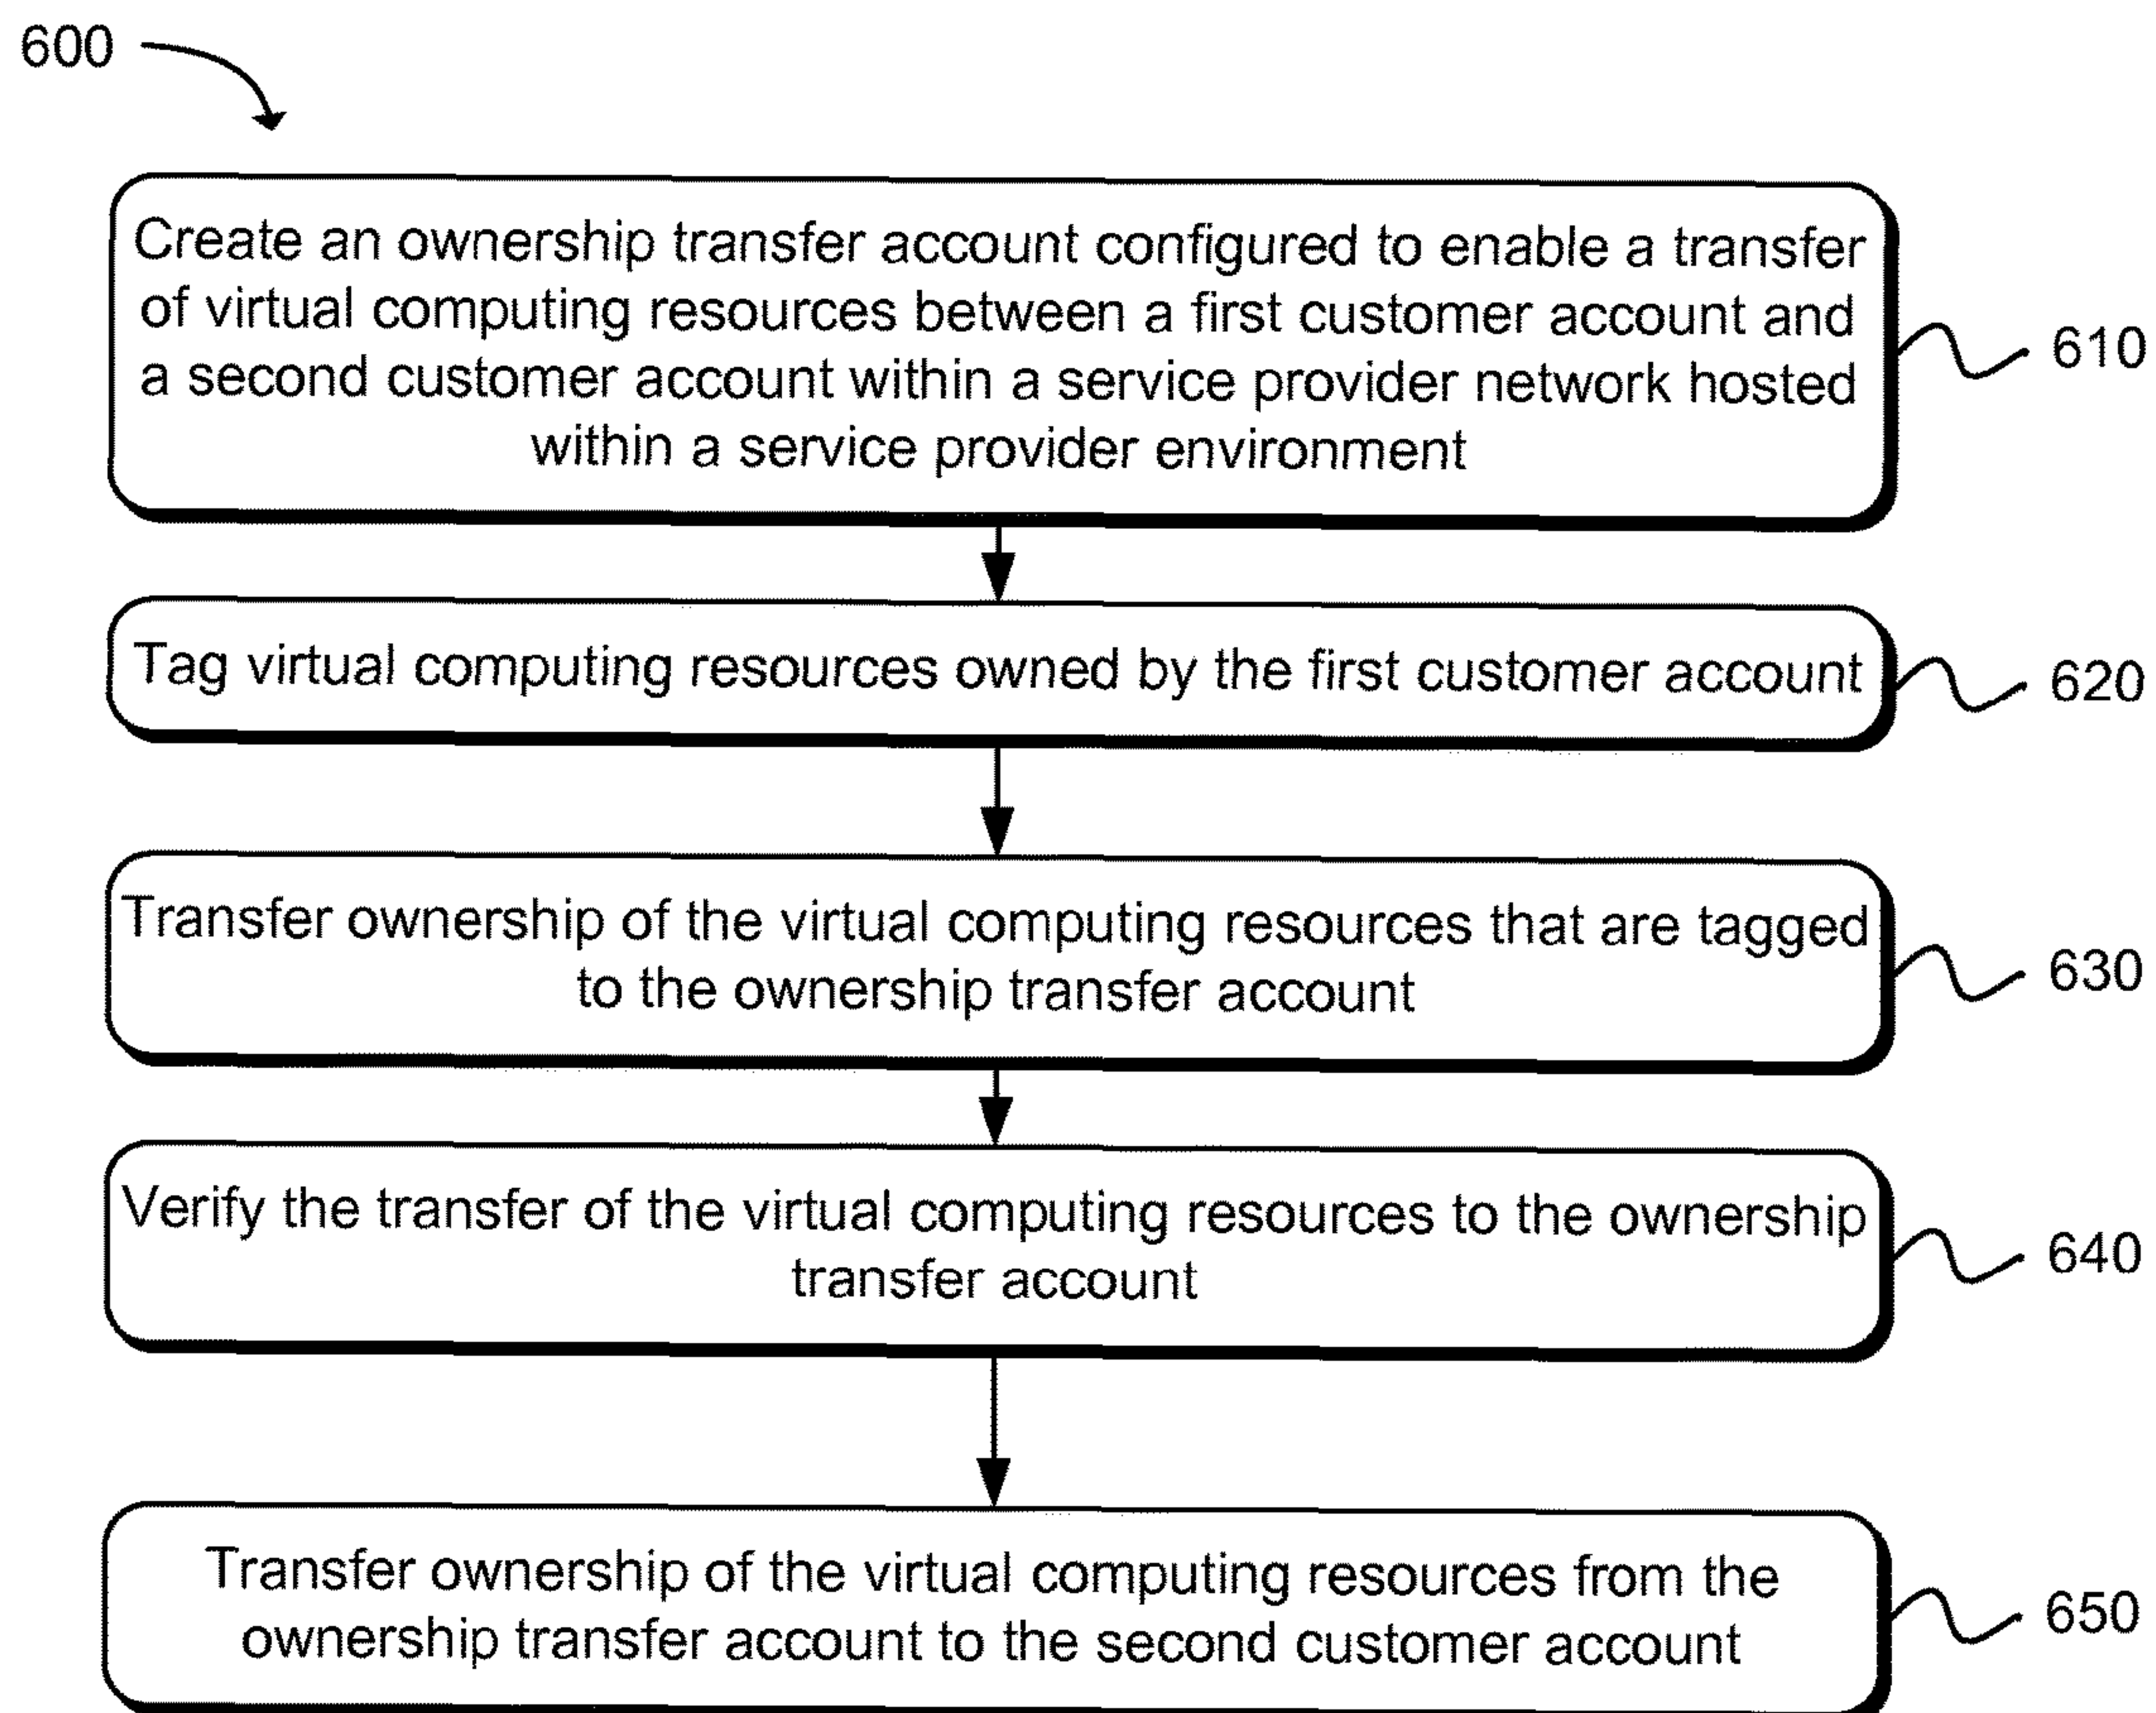 600
Create an ownership transfer account configured to enable a transfer
of virtual computing resources between a first customer account and
a second customer account within a service provider network hosted
within a service provider environment
610
Tag virtual computing resources owned by the first customer account
620
Transfer ownership of the virtual computing resources that are tagged
to the ownership transfer account
630
Verify the transfer of the virtual computing resources to the ownership
transfer account
640
Transfer ownership of the virtual computing resources from the
ownership transfer account to the second customer account
650